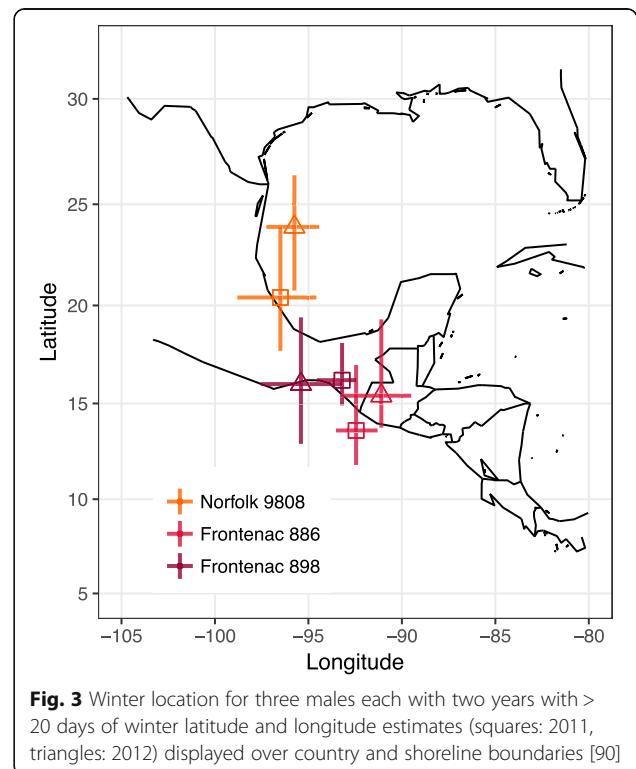 30
25
20
15
10
5
Latitude
Norfolk 9808
Frontenac 886
Frontenac 898
−105
−100
−95
−90
−85
−80
Longitude
Fig. 3 Winter location for three males each with two years with >
20 days of winter latitude and longitude estimates (squares: 2011,
triangles: 2012) displayed over country and shoreline boundaries [90]